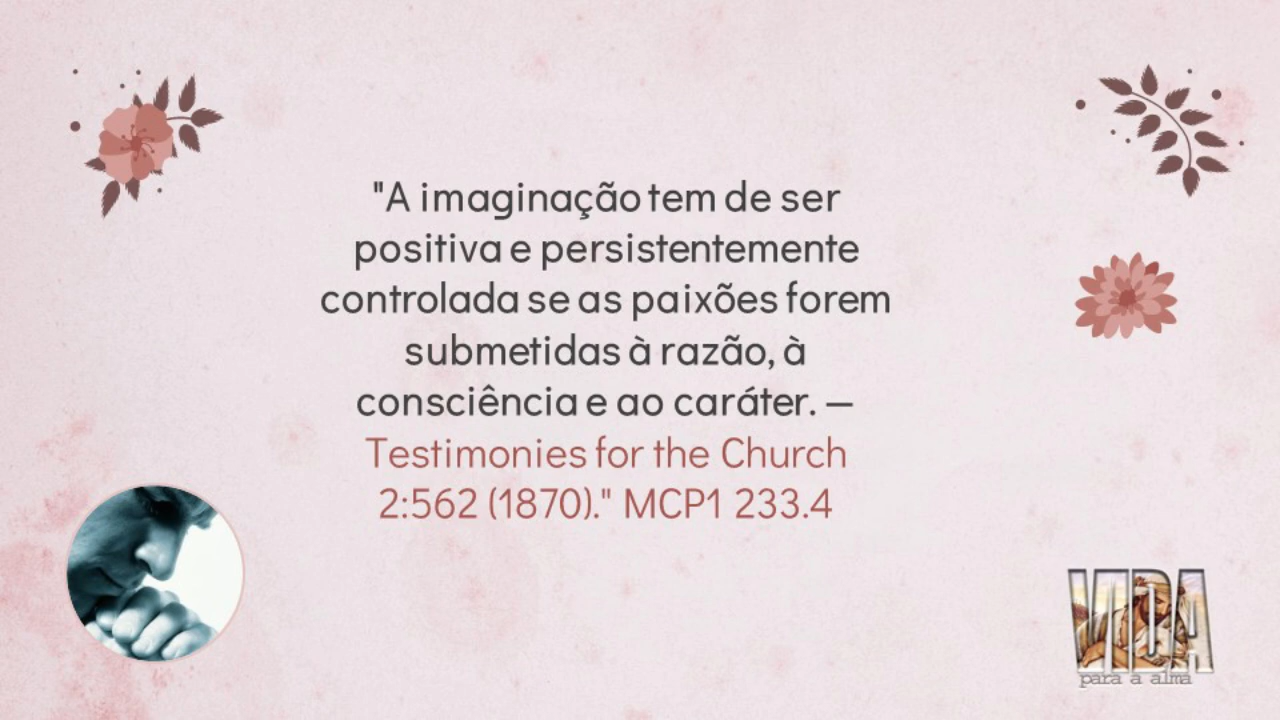 "A imaginação tem de ser
positiva e persistentemente
controlada se as paixões forem
submetidas à razão, à
consciência e ao caráter. —
Testimonies for the Church
2:562 (1870)." MCP1 233.4
VIDA
para a alma